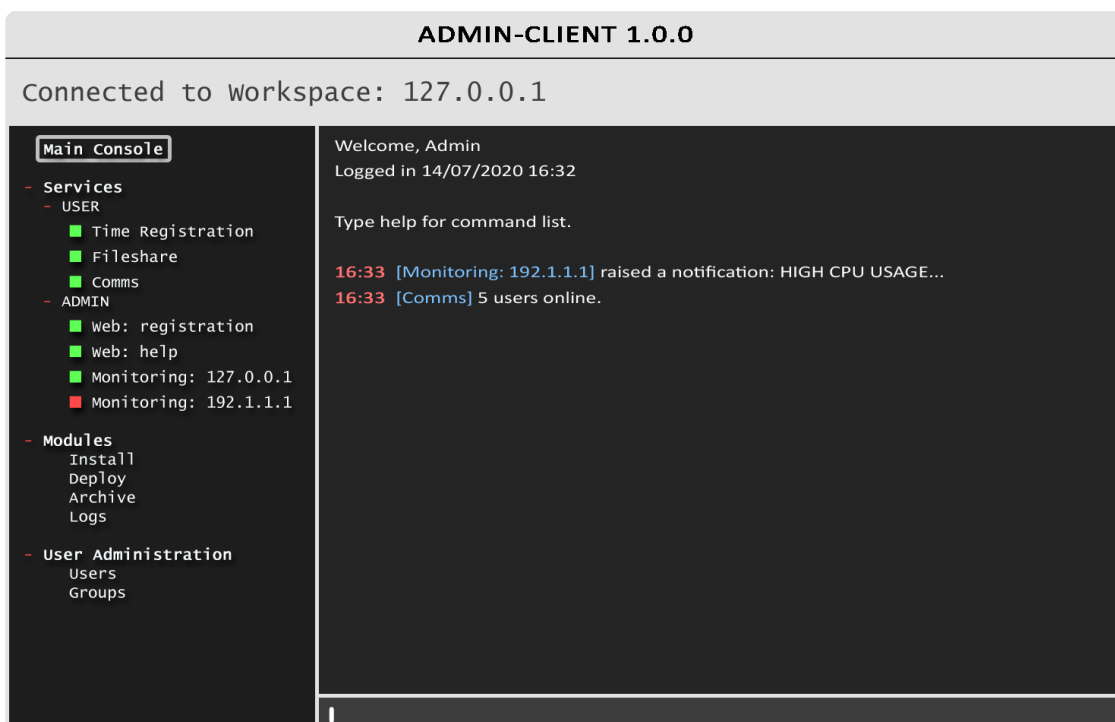 ADMIN-CLIENT 1.0.0
Connected to Workspace: 127.0.0.1
Main Console
- Services
- USER
Time Registration
Fileshare
Comms
- ADMIN
Web: registration
Web: help
Monitoring: 127.0.0.1
Monitoring: 192.1.1.1
- Modules
Install
Deploy
Archive
Logs
- User Administration
Users
Groups
Welcome, Admin
Logged in 14/07/2020 16:32
Type help for command list.
16:33 [Monitoring: 192.1.1.1] raised a notification: HIGH CPU USAGE...
16:33 [Comms] 5 users online.